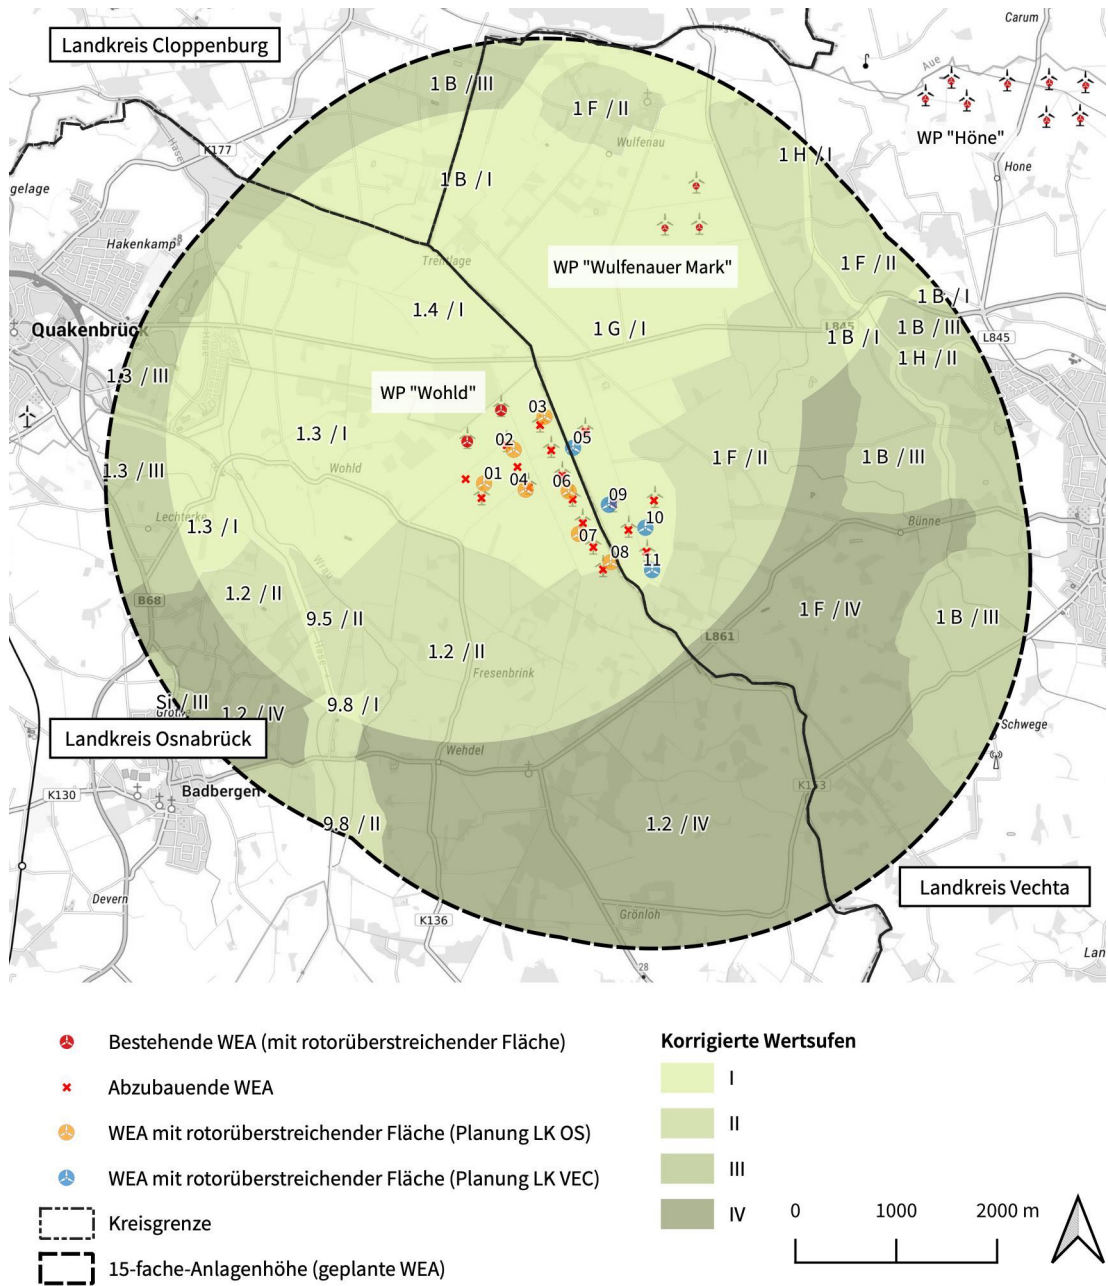 Carum
Landkreis Cloppenburg
Aue
1 B / III
1 F / II
WP "Höne"
Wulfenau
K177
Hase
1 H / I
Hone
gelage
1 B / I
Hakenkamp
Trentlage
WP "Wulfenauer Mark"
1 F / II
1 B / I
1.4 / I
Quakenbrück
1 G / I
L845
1 B / III
1 B / I
L845
1 H / II
1.3 / III
WP "Wohld"
03
1.3 / I
02
05
1 F / II
1 B / III
1.3 / III
Wohld
01
04
06
09
Lechterke
1.3 / I
10
Bünne
07
08
11
Wrau
1.2 / II
B68
9.5 / II
1 F / IV
1 B / III
L861
1.2 / II
Fresenbrink
Hase
Si / III
9.8 / I
Grothe
1.2 / IV
Schwege
Landkreis Osnabrück
Wehdel
K130
Badbergen
K153
9.8 / II
1.2 / IV
Landkreis Vechta
Devern
K136
Grönloh
Lan
28
Bestehende WEA (mit rotorüberstreichender Fläche)
Abzubauende WEA
WEA mit rotorüberstreichender Fläche (Planung LK OS)
WEA mit rotorüberstreichender Fläche (Planung LK VEC)
Kreisgrenze
15-fache-Anlagenhöhe (geplante WEA)
Korrigierte Wertsufen
I
II
III
IV
0 1000 2000 m